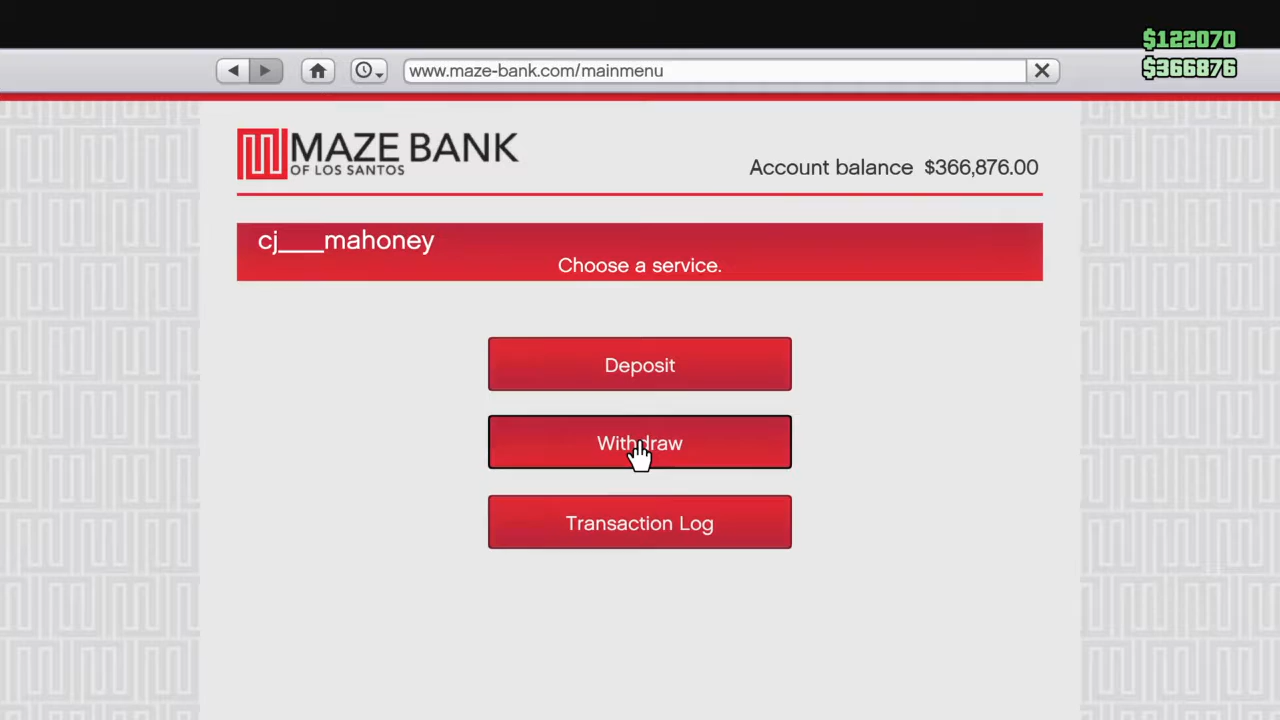 $122070
$366876
www.maze-bank.com/mainmenu
MAZE BANK
OF LOS SANTOS
Account balance $366,876.00
cj___mahoney
Choose a service.
Deposit
Withdraw
Transaction Log